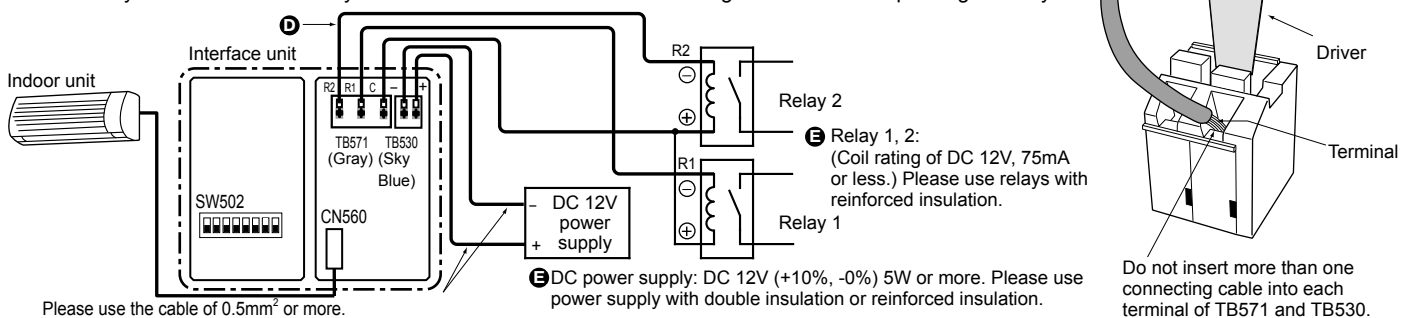 D
Interface unit
Indoor unit
R2 R1 C − +
TB571
(Gray)
TB530
(Sky
Blue)
SW502
CN560
R2
−
+
Relay 2
R1
−
+
Relay 1
− DC 12V
power
+ supply
E Relay 1, 2:
(Coil rating of DC 12V, 75mA
or less.) Please use relays with
reinforced insulation.
E DC power supply: DC 12V (+10%, -0%) 5W or more. Please use
power supply with double insulation or reinforced insulation.
Please use the cable of 0.5mm² or more.
Driver
Terminal
Do not insert more than one
connecting cable into each
terminal of TB571 and TB530.